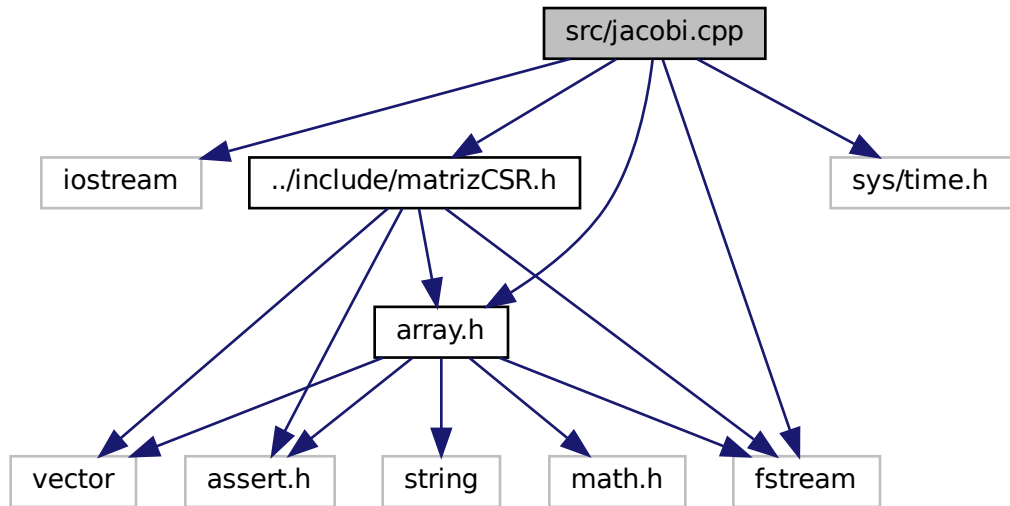 src/jacobi.cpp
iostream
../include/matrizCSR.h
sys/time.h
array.h
vector
assert.h
string
math.h
fstream